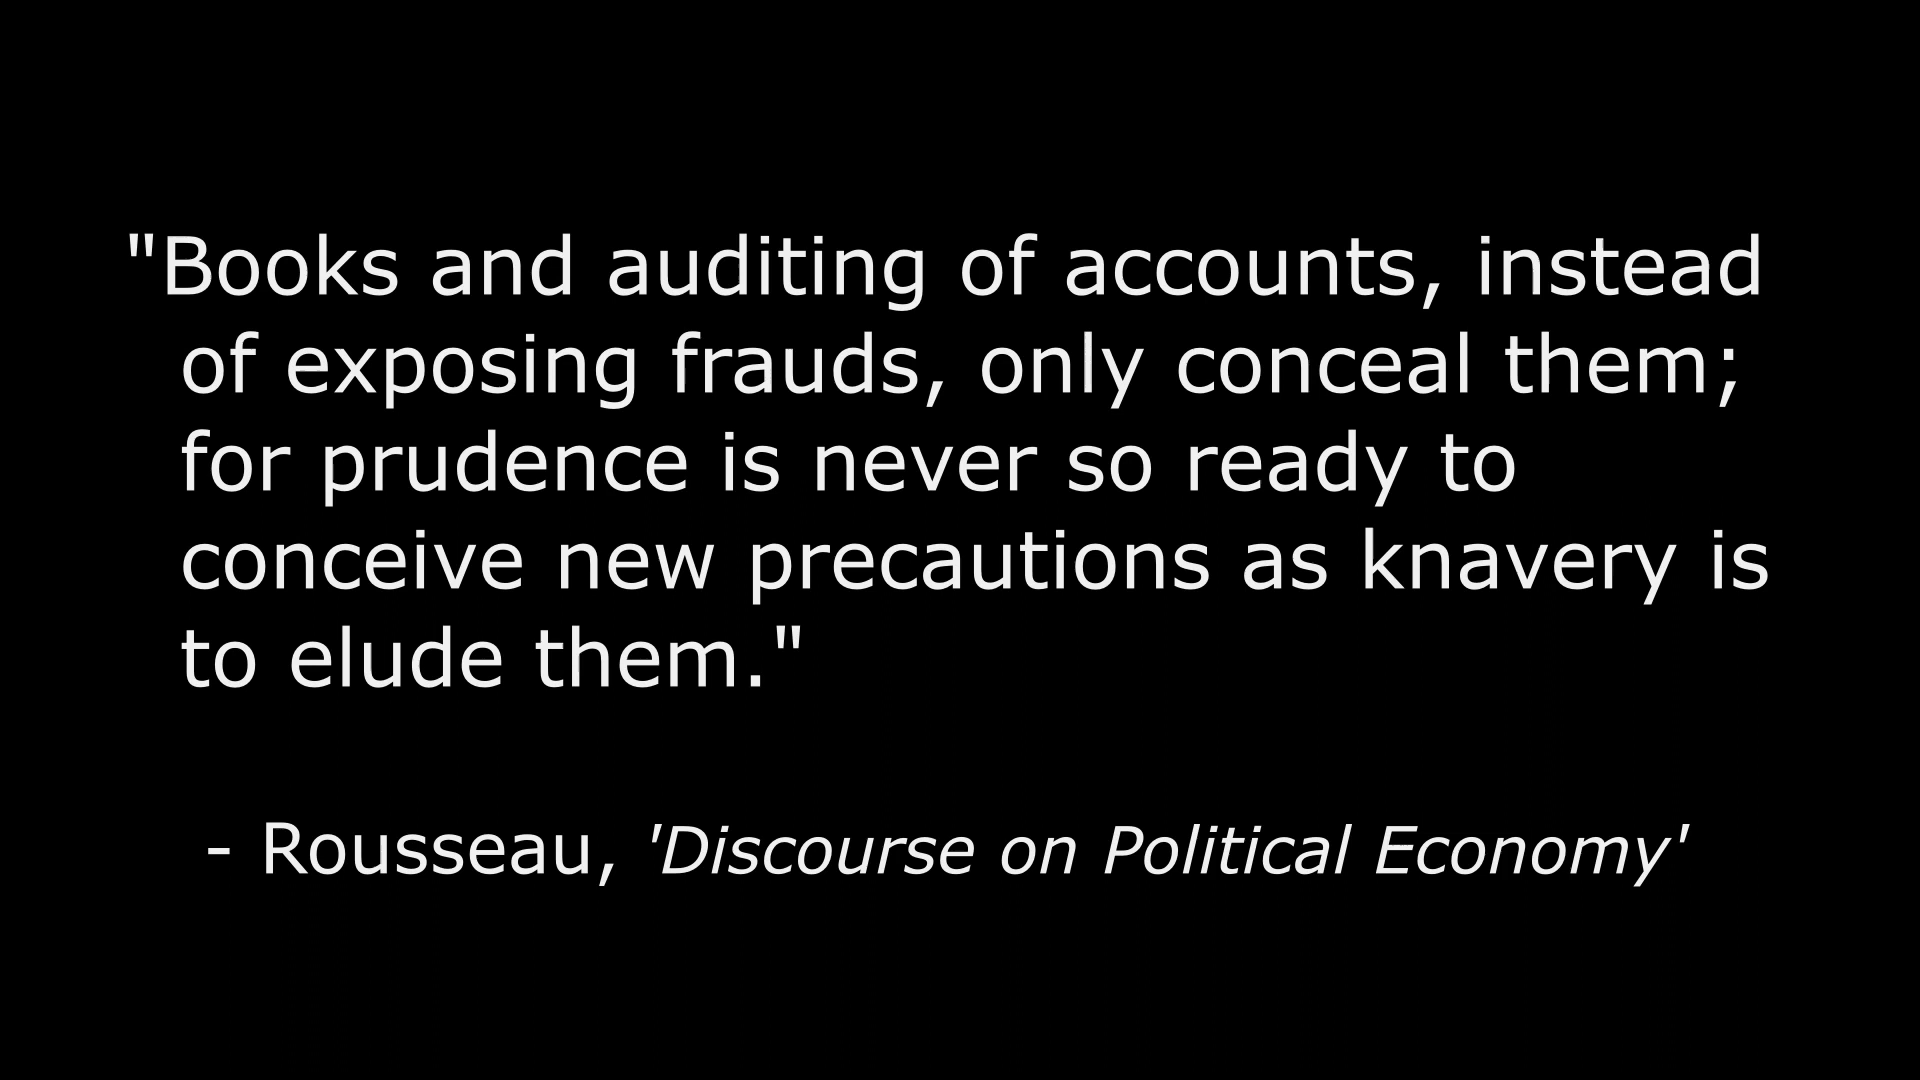 "Books and auditing of accounts, instead
of exposing frauds, only conceal them;
for prudence is never so ready to
conceive new precautions as knavery is
to elude them."
- Rousseau, 'Discourse on Political Economy'